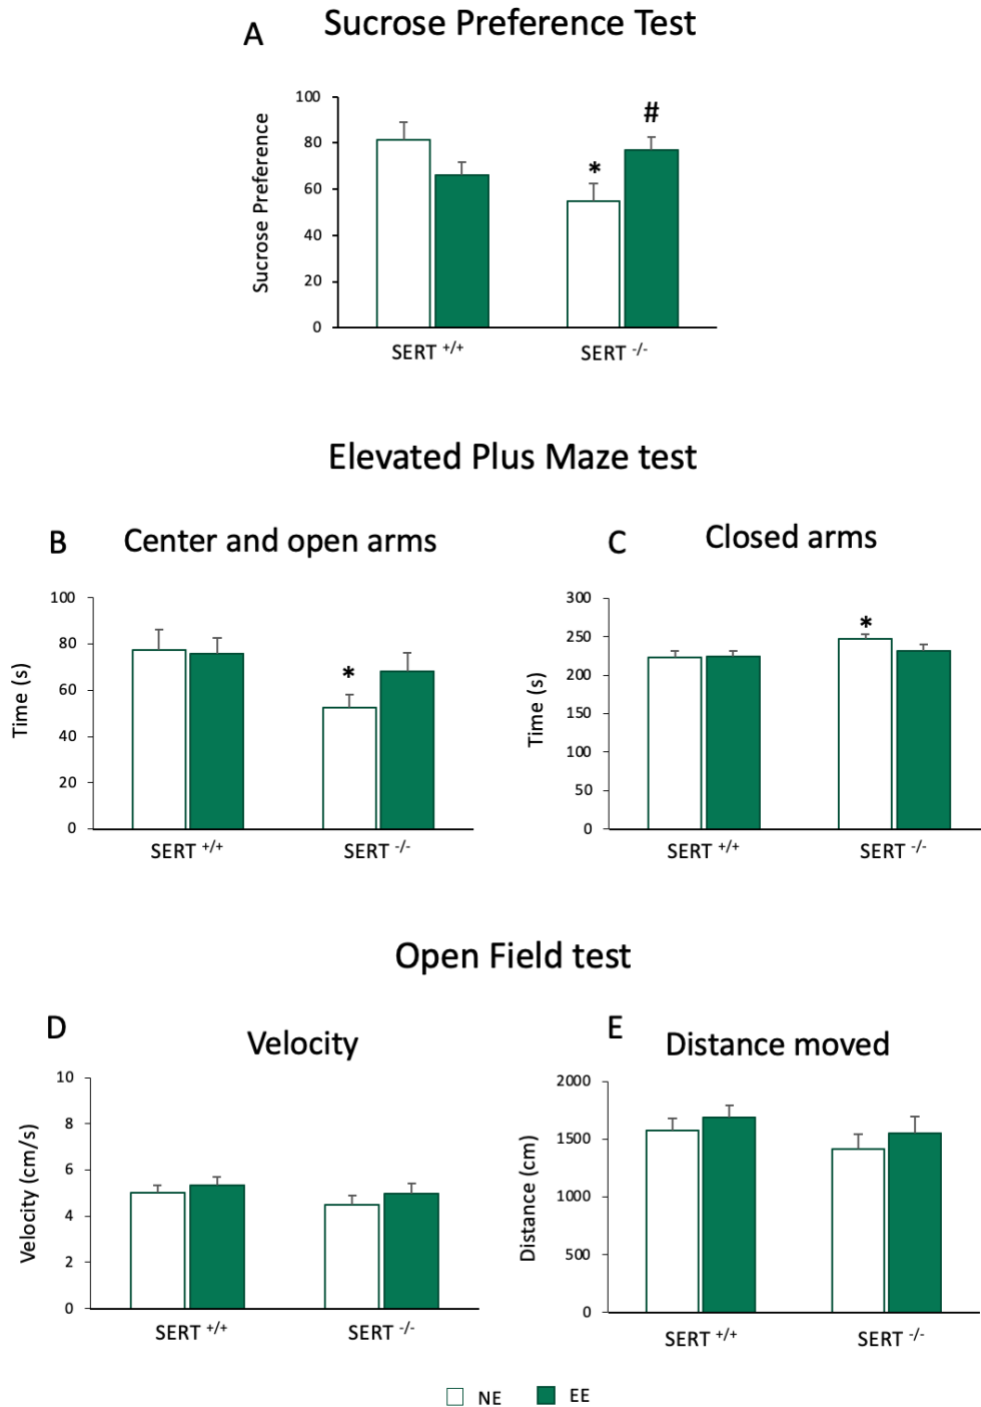 A Sucrose Preference Test
Sucrose Preference
100
80
60
40
20
0
*
#
SERT +/+ SERT -/-
Elevated Plus Maze test
B Center and open arms
Time (s)
100
80
60
40
20
0
*
SERT +/+ SERT -/-
C Closed arms
Time (s)
300
250
200
150
100
50
0
*
SERT +/+ SERT -/-
Open Field test
D Velocity
Velocity (cm/s)
10
8
6
4
2
0
SERT +/+ SERT -/-
E Distance moved
Distance (cm)
2000
1500
1000
500
0
SERT +/+ SERT -/-
NE EE